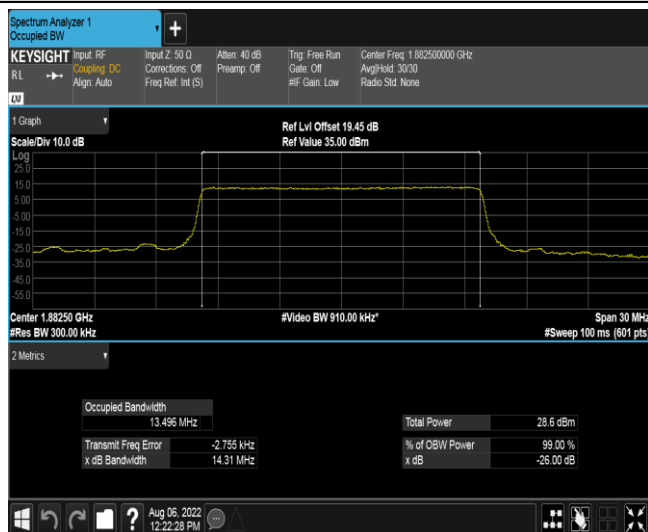 Spectrum Analyzer 1
Occupied BW
KEYSIGHT Input: RF Input Z: 50 Ω Atten: 40 dB Trig: Free Run Center Freq: 1.882500000 GHz
RL Coupling: DC Corrections: Off Preamp: Off Gate: Off Avg|Hold: 30/30
Align: Auto Freq Ref: Int (S) #IF Gain: Low Radio Std: None
LXI
1 Graph Ref Lvl Offset 19.45 dB
Scale/Div 10.0 dB Ref Value 35.00 dBm
Log
25.0
15.0
5.00
-5.00
-15.0
-25.0
-35.0
-45.0
-55.0
Center 1.88250 GHz #Video BW 910.00 kHz* Span 30 MHz
#Res BW 300.00 kHz #Sweep 100 ms (601 pts)
2 Metrics
Occupied Bandwidth
13.496 MHz Total Power 28.6 dBm
Transmit Freq Error -2.755 kHz % of OBW Power 99.00 %
x dB Bandwidth 14.31 MHz x dB -26.00 dB
? Aug 06, 2022
12:22:28 PM